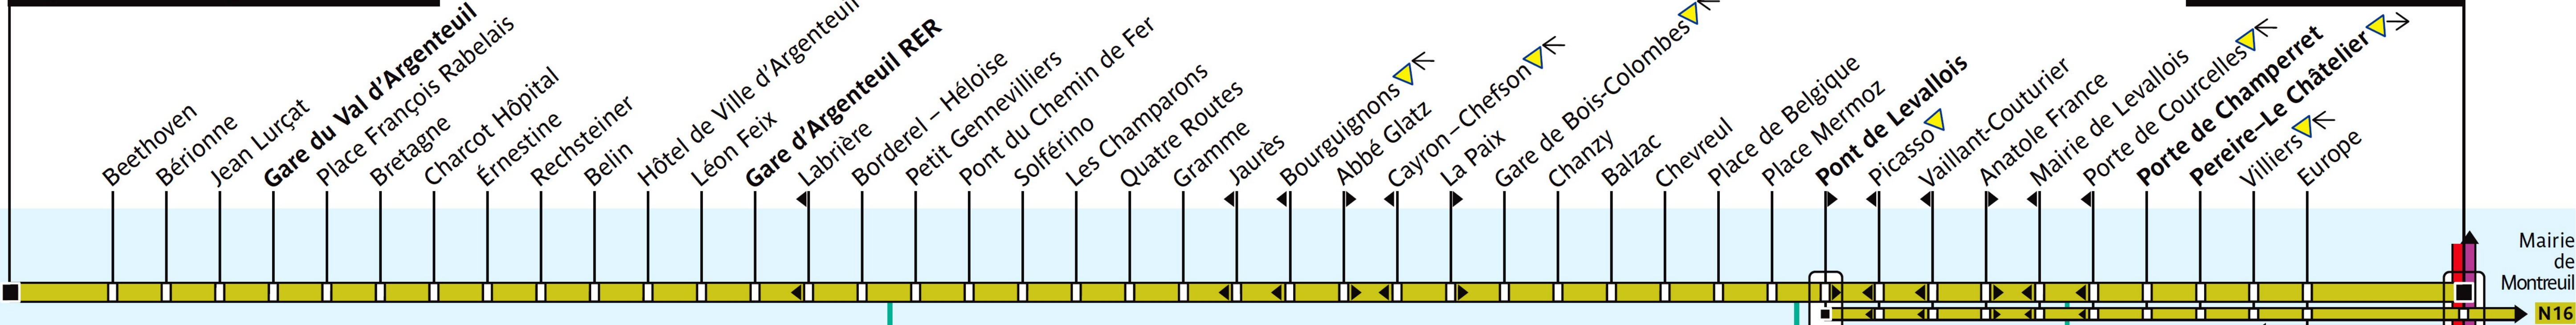 Beethoven
Bérionne
Jean Lurçat
Gare du Val d’Argenteuil
Place François Rabelais
Bretagne
Charcot Hôpital
Érnestine
Rechsteiner
Belin
Hôtel de Ville d’Argenteuil
Léon Feix
Gare d’Argenteuil RER
Labrière
Borderel – Héloise
Petit Gennevilliers
Pont du Chemin de Fer
Solférino
Les Champarons
Quatre Routes
Gramme
Jaurès
Bourguignons
Abbé Glatz
Cayron – Chefson
La Paix
Gare de Bois-Colombes
Chanzy
Balzac
Chevreul
Place de Belgique
Place Mermoz
Pont de Levallois
Picasso
Vaillant-Couturier
Anatole France
Mairie de Levallois
Porte de Courcelles
Porte de Champerret
Pereire–Le Châtelier
Villiers
Europe
Mairie
de
Montreuil
N16